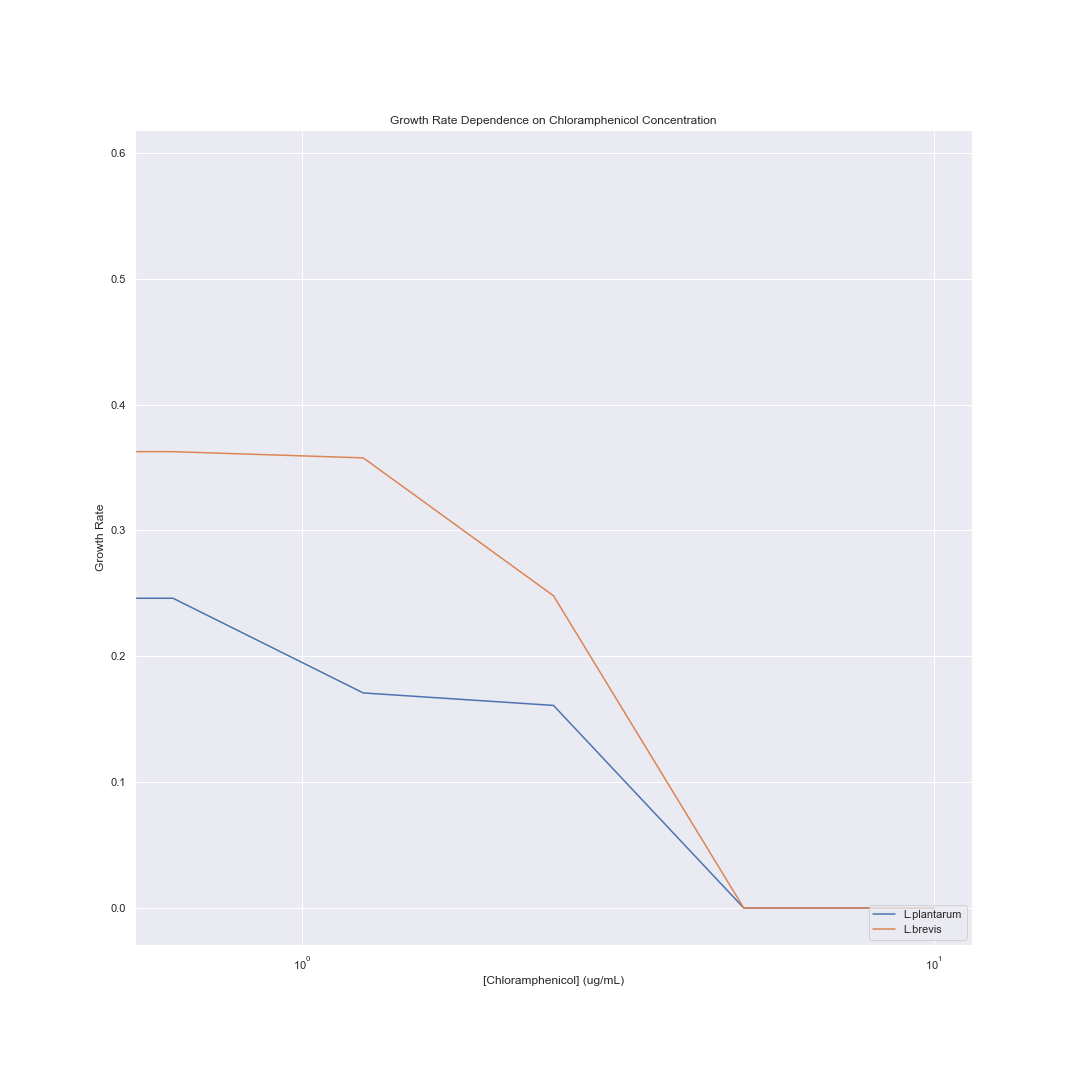 Growth Rate Dependence on Chloramphenicol Concentration
0.6
0.5
0.4
0.3
0.2
0.1
0.0
Growth Rate
10⁰
10¹
[Chloramphenicol] (ug/mL)
L.plantarum
L.brevis